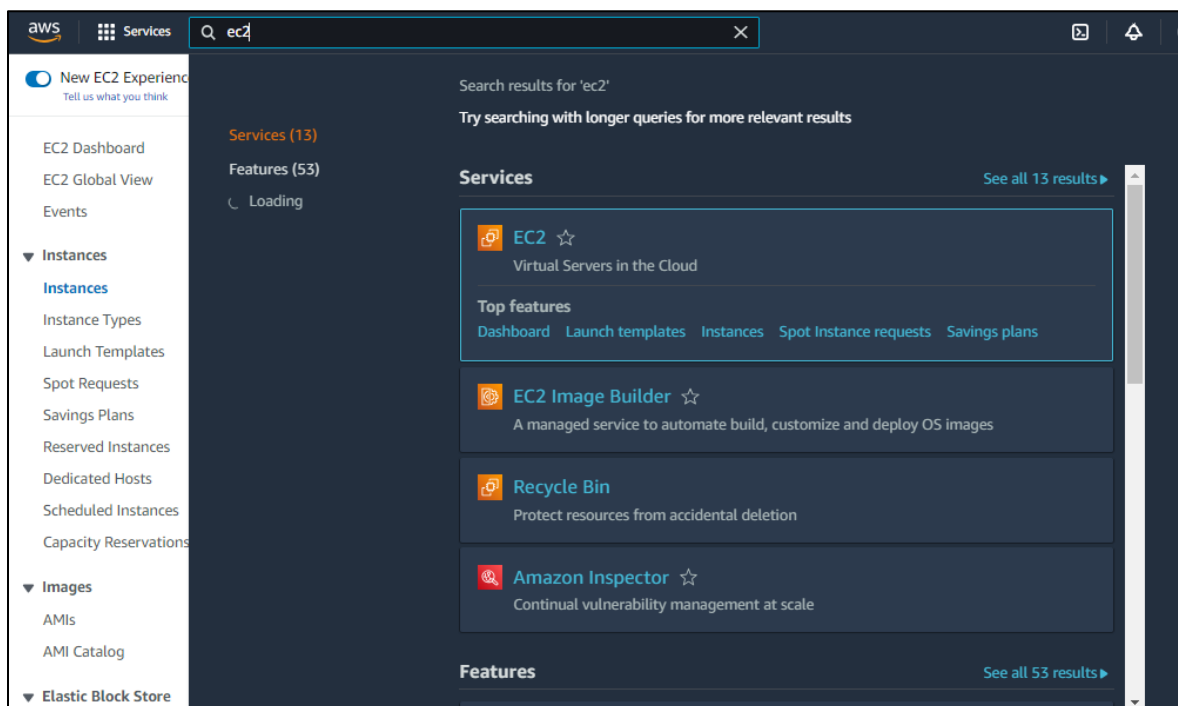 aws
Services
ec2
New EC2 Experienc
Tell us what you think
EC2 Dashboard
EC2 Global View
Events
Instances
Instances
Instance Types
Launch Templates
Spot Requests
Savings Plans
Reserved Instances
Dedicated Hosts
Scheduled Instances
Capacity Reservations
Images
AMIs
AMI Catalog
Elastic Block Store
Services (13)
Features (53)
Loading
Search results for 'ec2'
Try searching with longer queries for more relevant results
Services
See all 13 results
EC2
Virtual Servers in the Cloud
Top features
Dashboard Launch templates Instances Spot Instance requests Savings plans
EC2 Image Builder
A managed service to automate build, customize and deploy OS images
Recycle Bin
Protect resources from accidental deletion
Amazon Inspector
Continual vulnerability management at scale
Features
See all 53 results